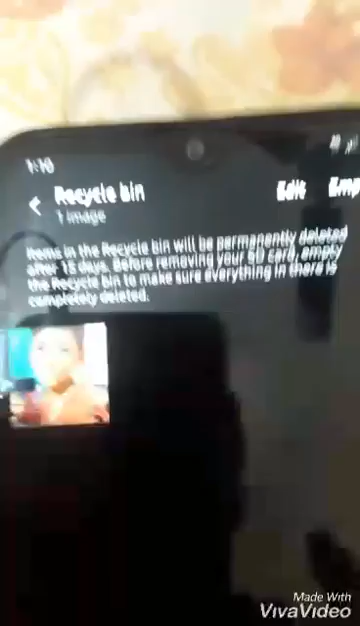 1:10
Recycle bin
Edit
Emp
1 image
Items in the Recycle bin will be permanently deleted
after 15 days. Before removing your SD card, empty
the Recycle bin to make sure everything in there is
completely deleted.
Made With
VivaVideo